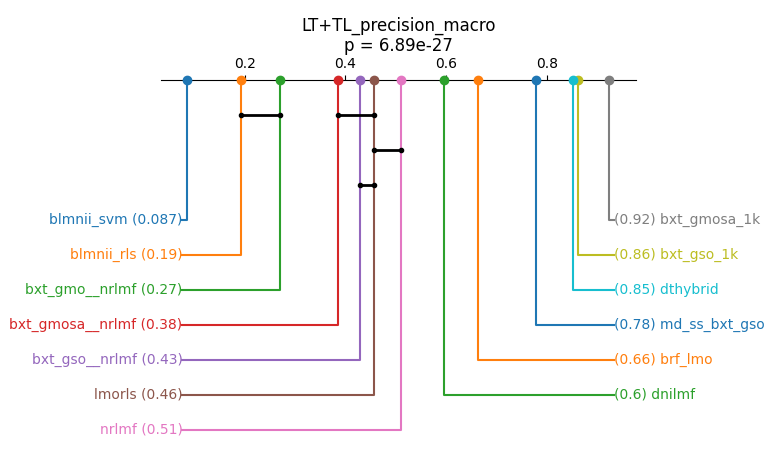 LT+TL_precision_macro
p = 6.89e-27
0.2 0.4 0.6 0.8
blmnii_svm (0.087)
blmnii_rls (0.19)
bxt_gmo__nrlmf (0.27)
bxt_gmosa__nrlmf (0.38)
bxt_gso__nrlmf (0.43)
lmorls (0.46)
nrlmf (0.51)
(0.92) bxt_gmosa_1k
(0.86) bxt_gso_1k
(0.85) dthybrid
(0.78) md_ss_bxt_gso
(0.66) brf_lmo
(0.6) dnilmf